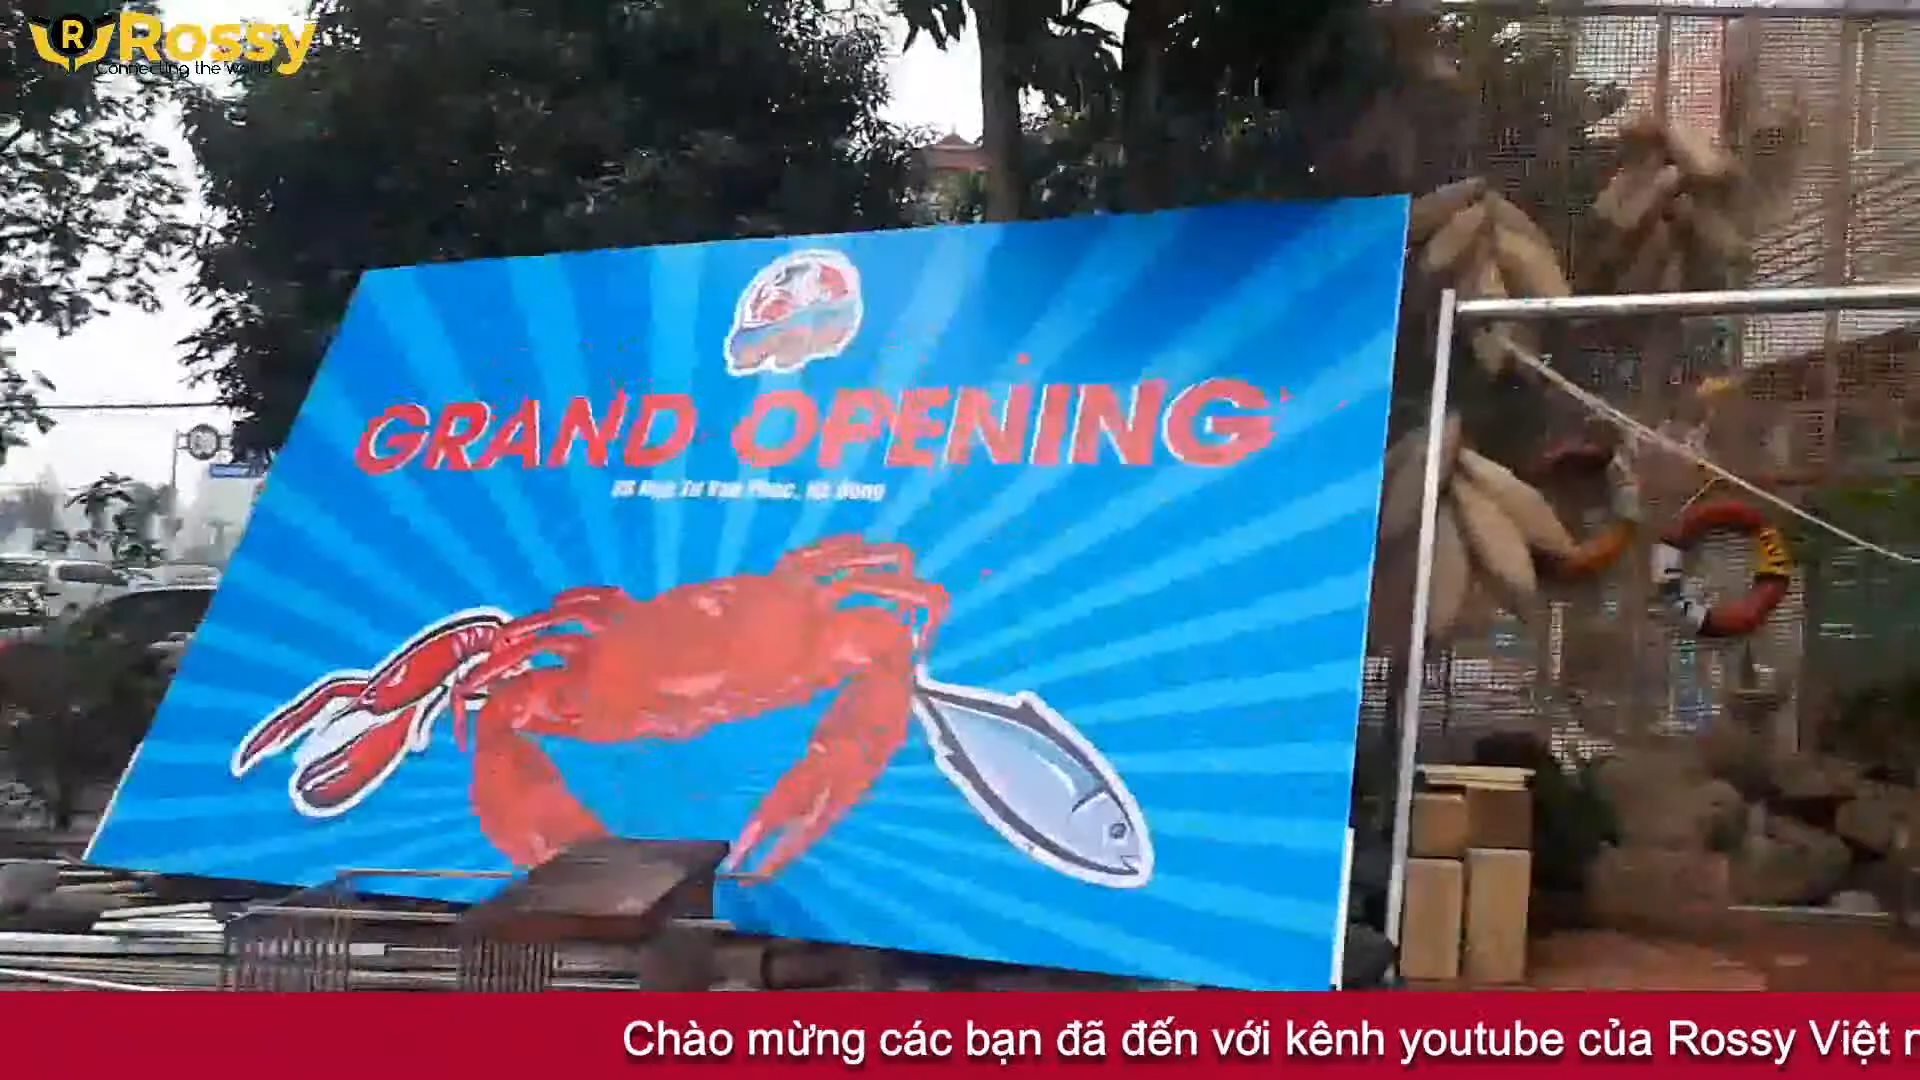 Rossy
Connecting the world
GRAND OPENING
Chào mừng các bạn đã đến với kênh youtube của Rossy Việt